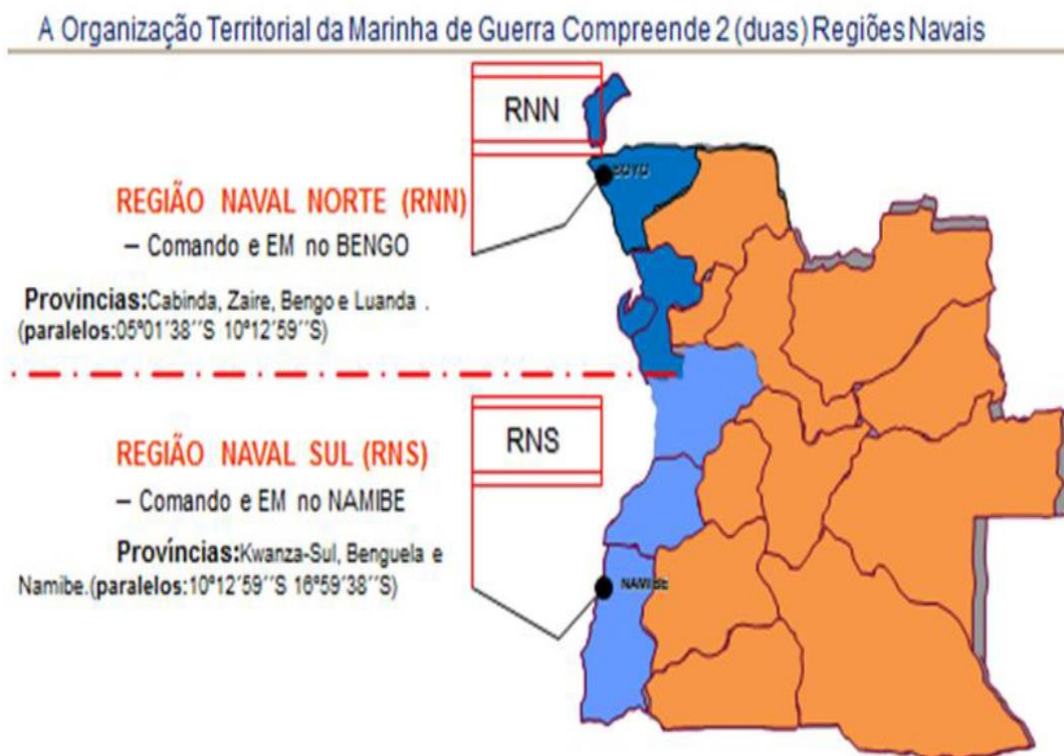 A Organização Territorial da Marinha de Guerra Compreende 2 (duas) Regiões Navais
RNN
SOYO
REGIÃO NAVAL NORTE (RNN)
– Comando e EM no BENGO
Provincias:Cabinda, Zaire, Bengo e Luanda .
(paralelos:05º01´38´´S 10º12´59´´S)
RNS
REGIÃO NAVAL SUL (RNS)
– Comando e EM no NAMIBE
Províncias:Kwanza-Sul, Benguela e
Namibe.(paralelos:10º12´59´´S 16º59´38´´S)
NAMIBE